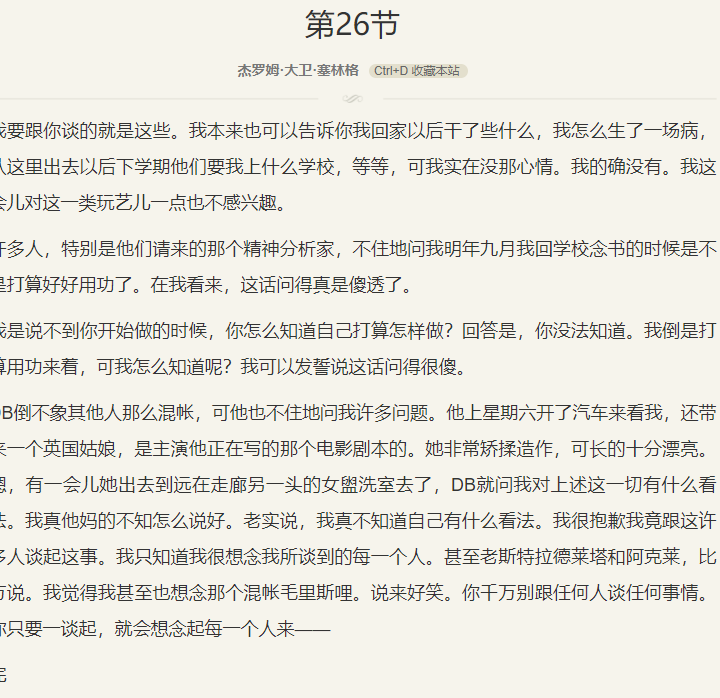 第26节
杰罗姆·大卫·塞林格 Ctrl+D 收藏本站
我要跟你谈的就是这些。我本来也可以告诉你我回家以后干了些什么，我怎么生了一场病，
从这里出去以后下学期他们要我上什么学校，等等，可我实在没那心情。我的确没有。我这
会儿对这一类玩艺儿一点也不感兴趣。
许多人，特别是他们请来的那个精神分析家，不住地问我明年九月我回学校念书的时候是不
是打算好好用功了。在我看来，这话问得真是傻透了。
我是说不到你开始做的时候，你怎么知道自己打算怎样做？回答是，你没法知道。我倒是打
算用功来着，可我怎么知道呢？我可以发誓说这话问得很傻。
DB倒不象其他人那么混帐，可他也不住地问我许多问题。他上星期六开了汽车来看我，还带
来一个英国姑娘，是主演他正在写的那个电影剧本的。她非常矫揉造作，可长的十分漂亮。
嗯，有一会儿她出去到远在走廊另一头的女盥洗室去了，DB就问我对上述这一切有什么看
法。我真他妈的不知怎么说好。老实说，我真不知道自己有什么看法。我很抱歉我竟跟这许
多人谈起这事。我只知道我很想念我所谈到的每一个人。甚至老斯特拉德莱塔和阿克莱，比
方说。我觉得我甚至也想念那个混帐毛里斯哩。说来好笑。你千万别跟任何人谈任何事情。
你只要一谈起，就会想念起每一个人来——
完